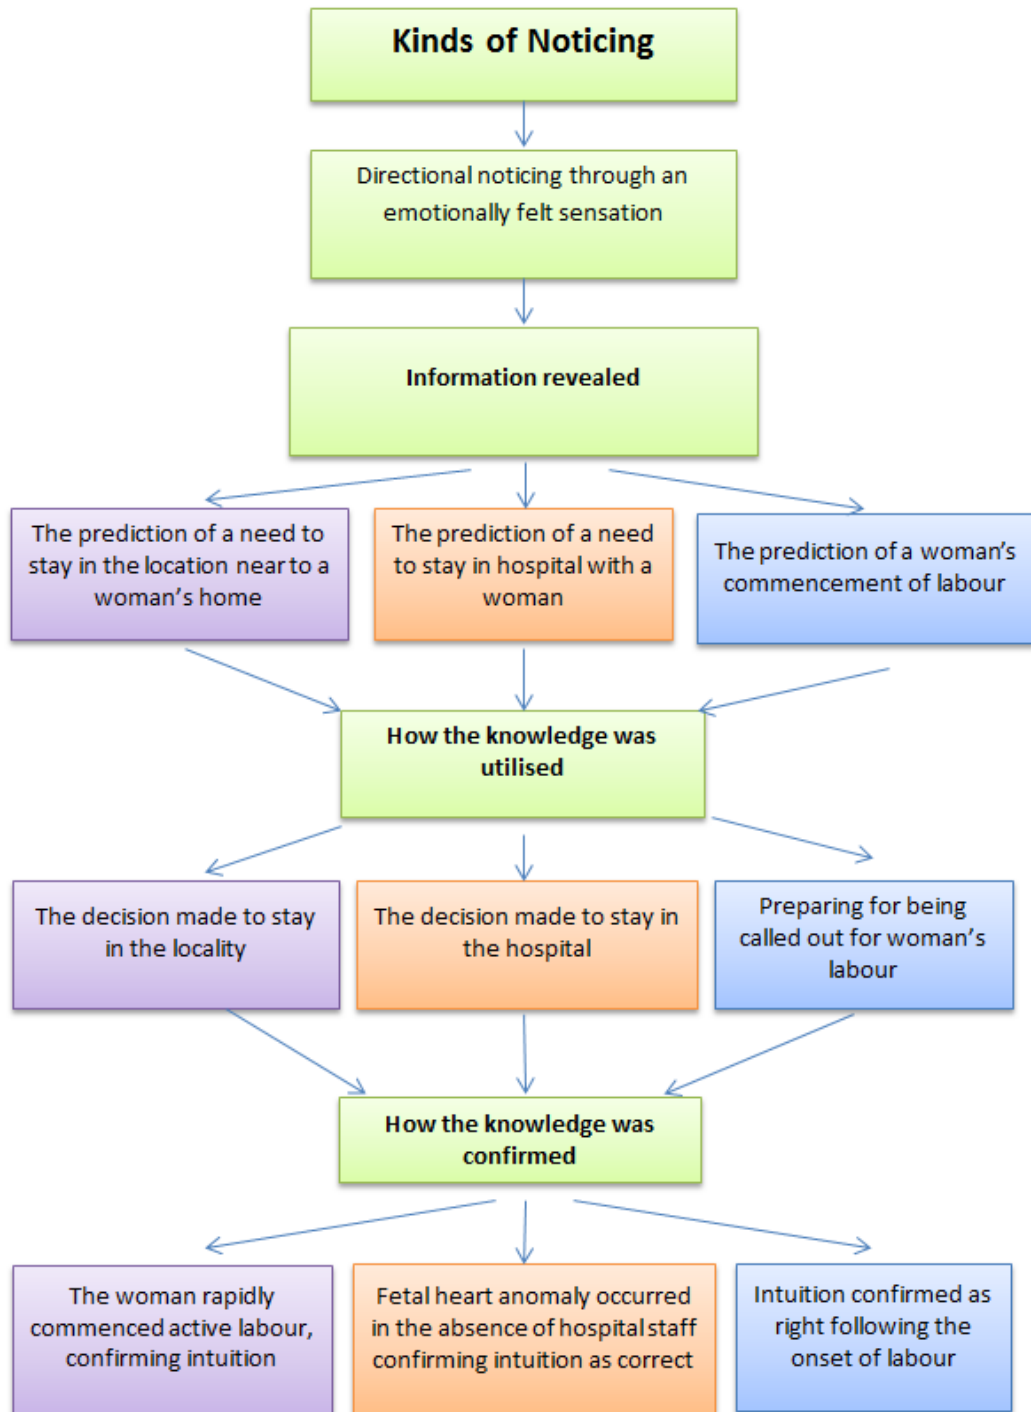 Kinds of Noticing
Directional noticing through an
emotionally felt sensation
Information revealed
The prediction of a need to
stay in the location near to a
woman's home
The prediction of a need
to stay in hospital with a
woman
The prediction of a woman's
commencement of labour
How the knowledge was
utilised
The decision made to stay
in the locality
The decision made to stay in
the hospital
Preparing for being
called out for woman's
labour
How the knowledge was
confirmed
The woman rapidly
commenced active labour,
confirming intuition
Fetal heart anomaly occurred
in the absence of hospital staff
confirming intuition as correct
Intuition confirmed as
right following the
onset of labour